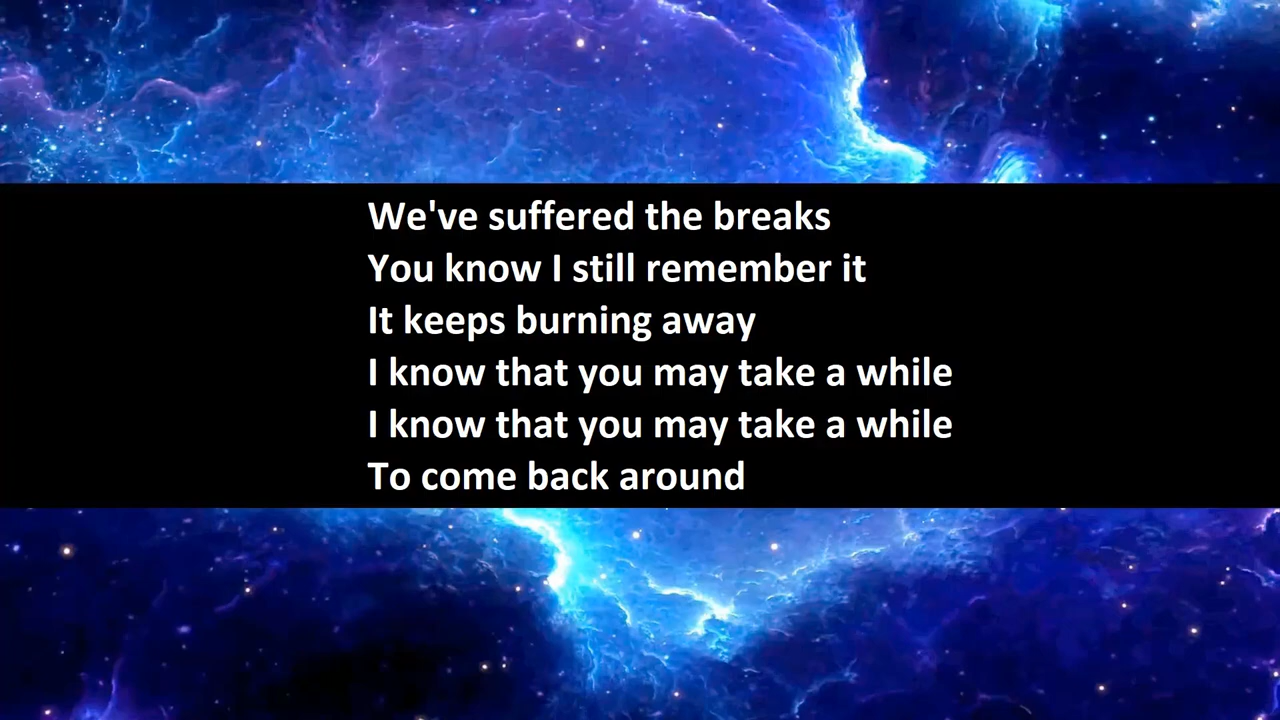 We've suffered the breaks
You know I still remember it
It keeps burning away
I know that you may take a while
I know that you may take a while
To come back around